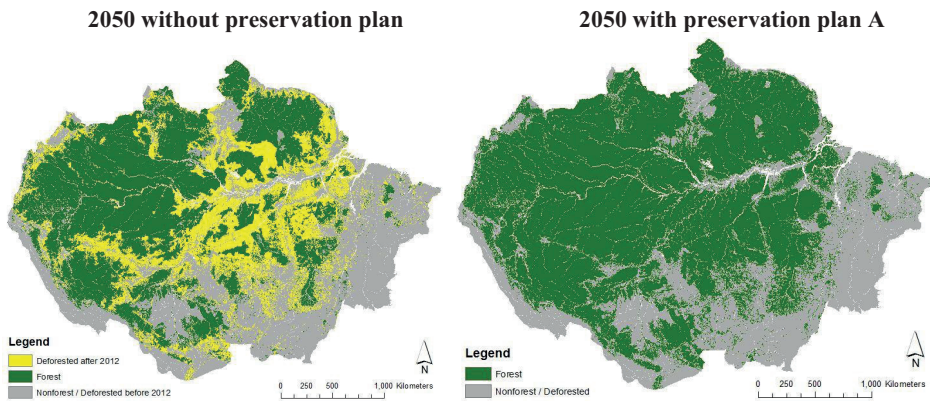 2050 without preservation plan
2050 with preservation plan A
Legend
Deforested after 2012
Forest
Nonforest / Deforested before 2012
0 250 500 1,000 Kilometers
N
Legend
Forest
Nonforest / Deforested
0 250 500 1,000 Kilometers
N